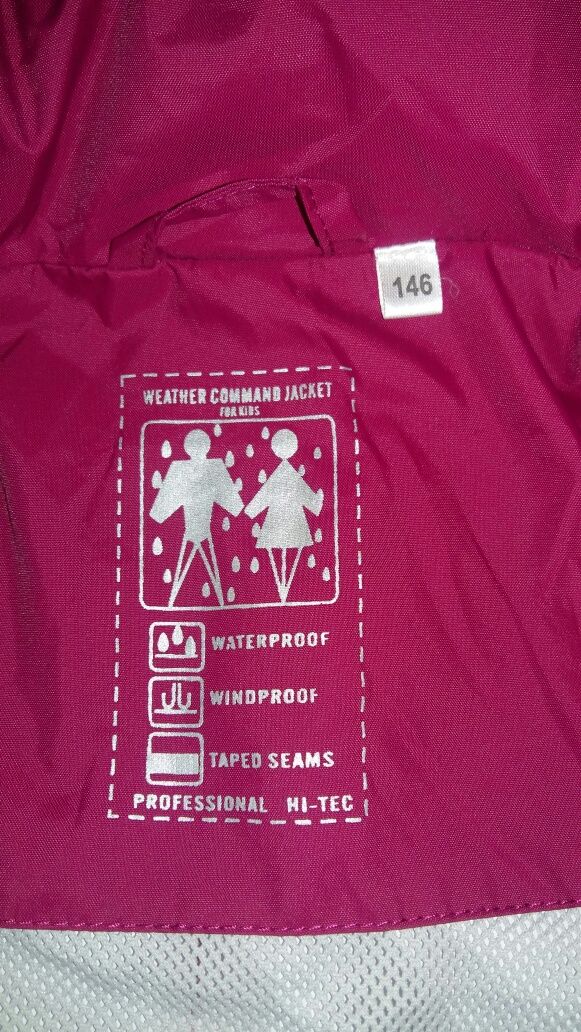 146
WEATHER COMMAND JACKET
FOR KIDS
WATERPROOF
WINDPROOF
TAPED SEAMS
PROFESSIONAL HI-TEC